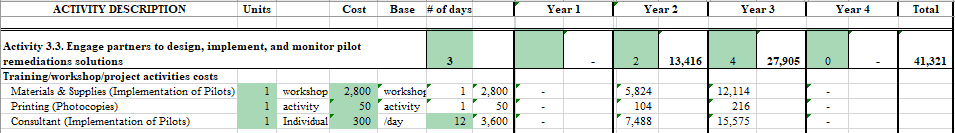 ACTIVITY DESCRIPTION Units Cost Base # of days Year 1 Year 2 Year 3 Year 4 Total
Activity 3.3. Engage partners to design, implement, and monitor pilot
remediations solutions 3 - 2 13,416 4 27,905 0 - 41,321
Training/workshop/project activities costs
Materials & Supplies (Implementation of Pilots) 1 workshop 2,800 workshop 1 2,800 - 5,824 12,114 -
Printing (Photocopies) 1 activity 50 activity 1 50 - 104 216 -
Consultant (Implementation of Pilots) 1 Individual 300 /day 12 3,600 - 7,488 15,575 -